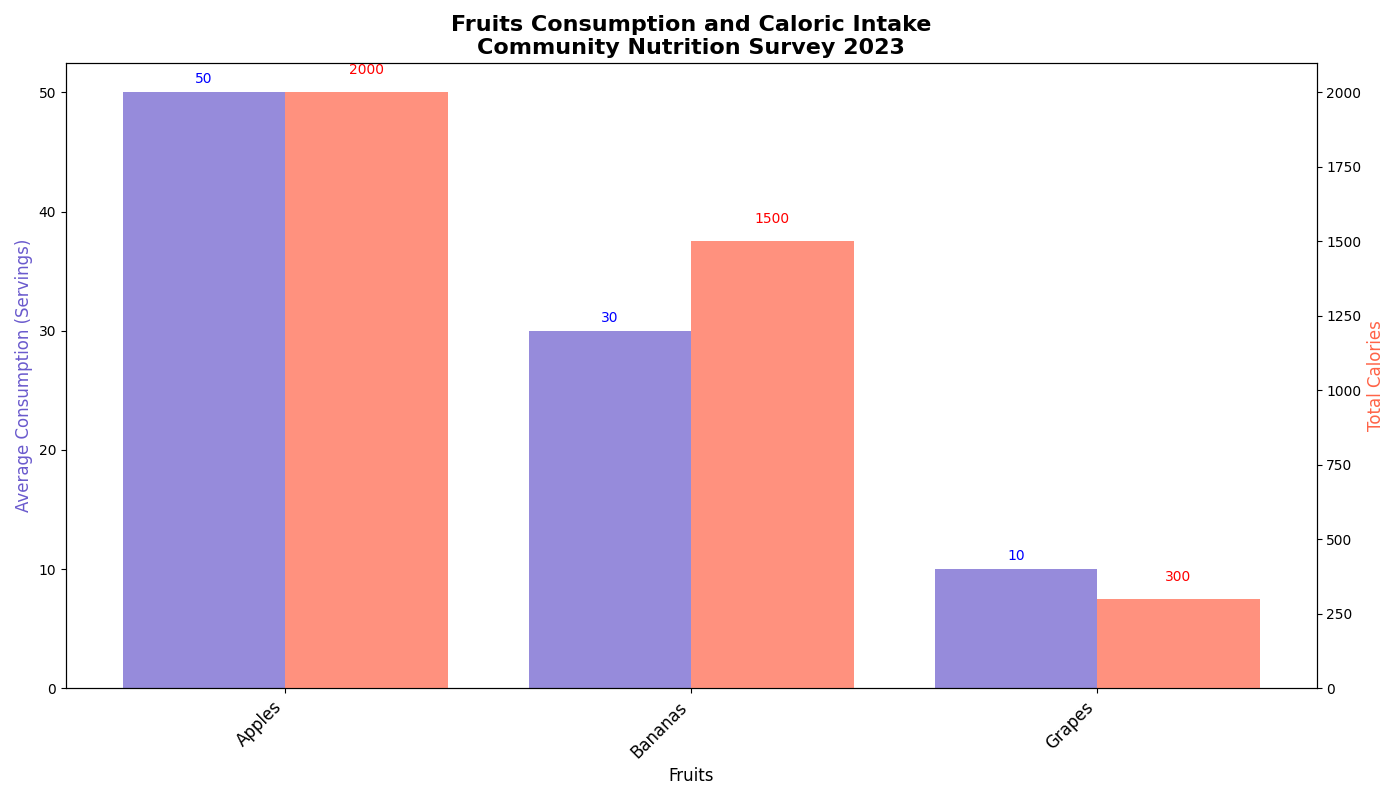 Fruits Consumption and Caloric Intake
Community Nutrition Survey 2023
Average Consumption (Servings)
50
40
30
20
10
0
50
2000
30
1500
10
300
2000
1750
1500
1250
1000
750
500
250
0
Total Calories
Apples
Bananas
Grapes
Fruits